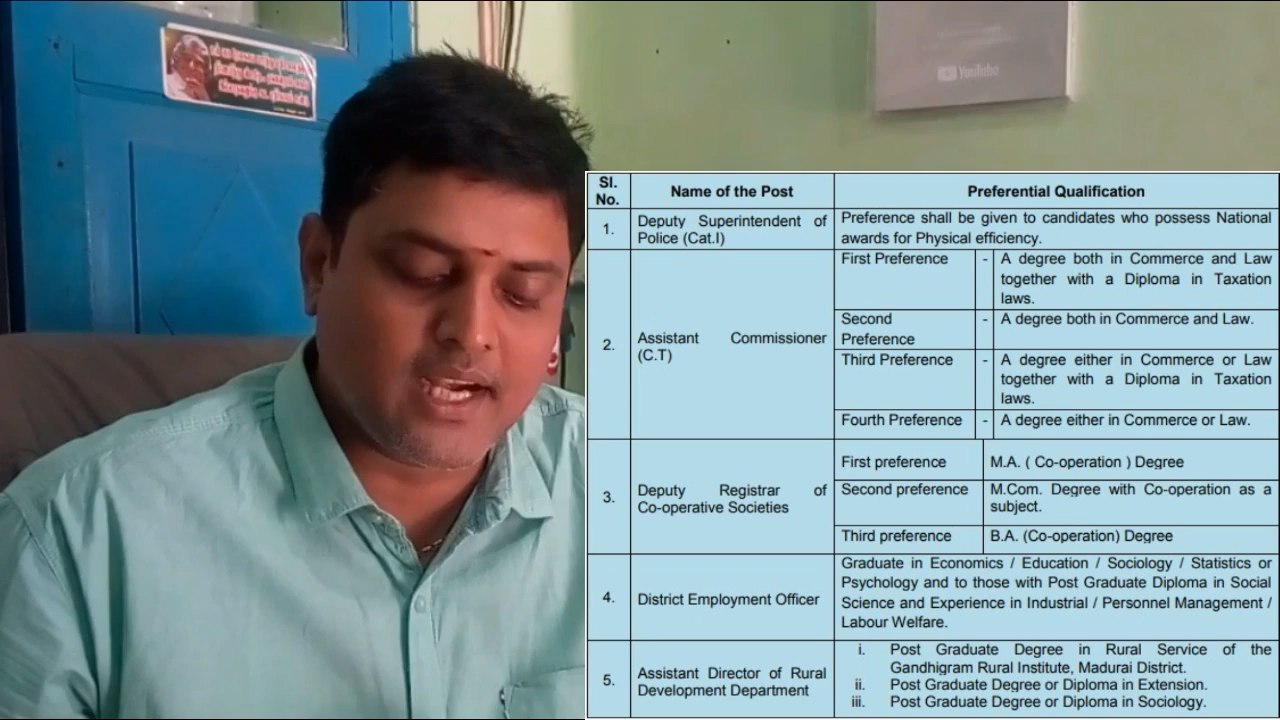 YouTube
Sl. No.
Name of the Post
Preferential Qualification
1.
Deputy Superintendent of
Police (Cat.I)
Preference shall be given to candidates who possess National
awards for Physical efficiency.
2.
Assistant Commissioner
(C.T)
First Preference - A degree both in Commerce and Law
together with a Diploma in Taxation
laws.
Second
Preference
- A degree both in Commerce and Law.
Third Preference - A degree either in Commerce or Law
together with a Diploma in Taxation
laws.
Fourth Preference - A degree either in Commerce or Law.
3.
Deputy Registrar of
Co-operative Societies
First preference M.A. ( Co-operation ) Degree
Second preference M.Com. Degree with Co-operation as a
subject.
Third preference B.A. (Co-operation) Degree
4.
District Employment Officer
Graduate in Economics / Education / Sociology / Statistics or
Psychology and to those with Post Graduate Diploma in Social
Science and Experience in Industrial / Personnel Management /
Labour Welfare.
5.
Assistant Director of Rural
Development Department
i. Post Graduate Degree in Rural Service of the
Gandhigram Rural Institute, Madurai District.
ii. Post Graduate Degree or Diploma in Extension.
iii. Post Graduate Degree or Diploma in Sociology.